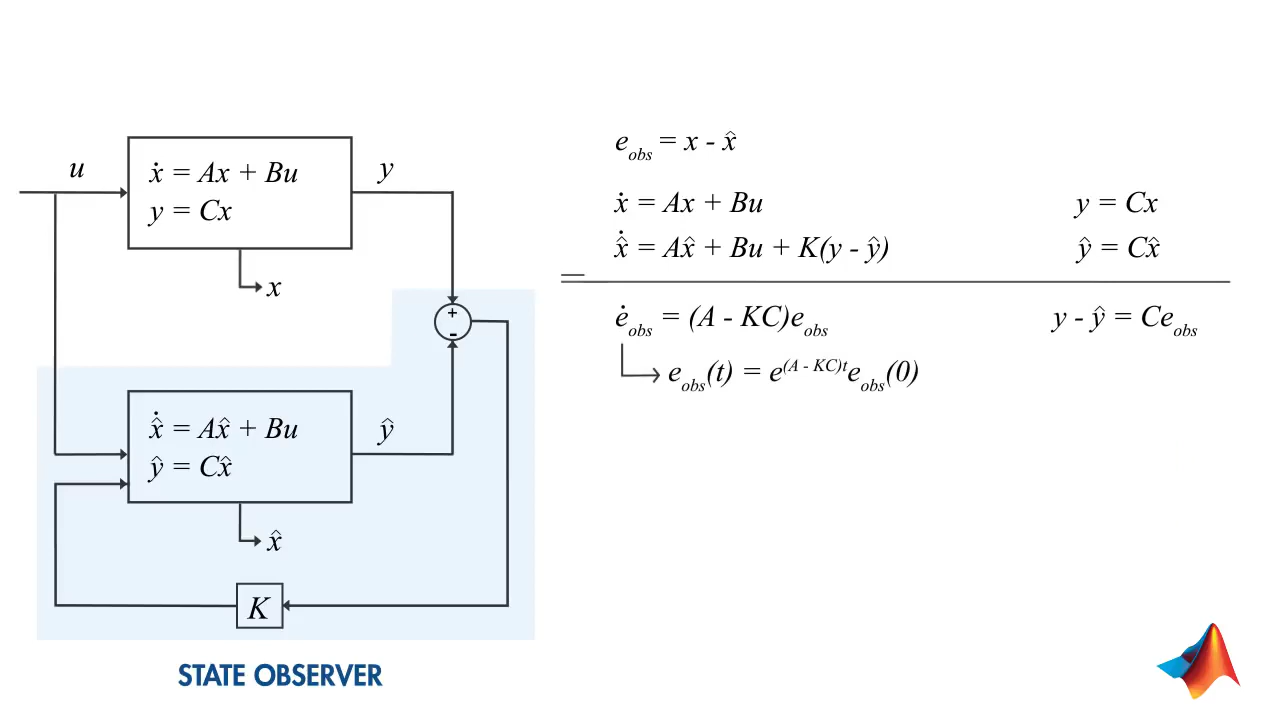 u
ẋ = Ax + Bu
y = Cx
y
x
+
-
x̂̇ = Ax̂ + Bu
ŷ = Cx̂
ŷ
x̂
K
STATE OBSERVER
e_obs = x - x̂
ẋ = Ax + Bu y = Cx
x̂̇ = Ax̂ + Bu + K(y - ŷ) ŷ = Cx̂
ė_obs = (A - KC)e_obs y - ŷ = Ce_obs
e_obs(t) = e^(A - KC)t e_obs(0)